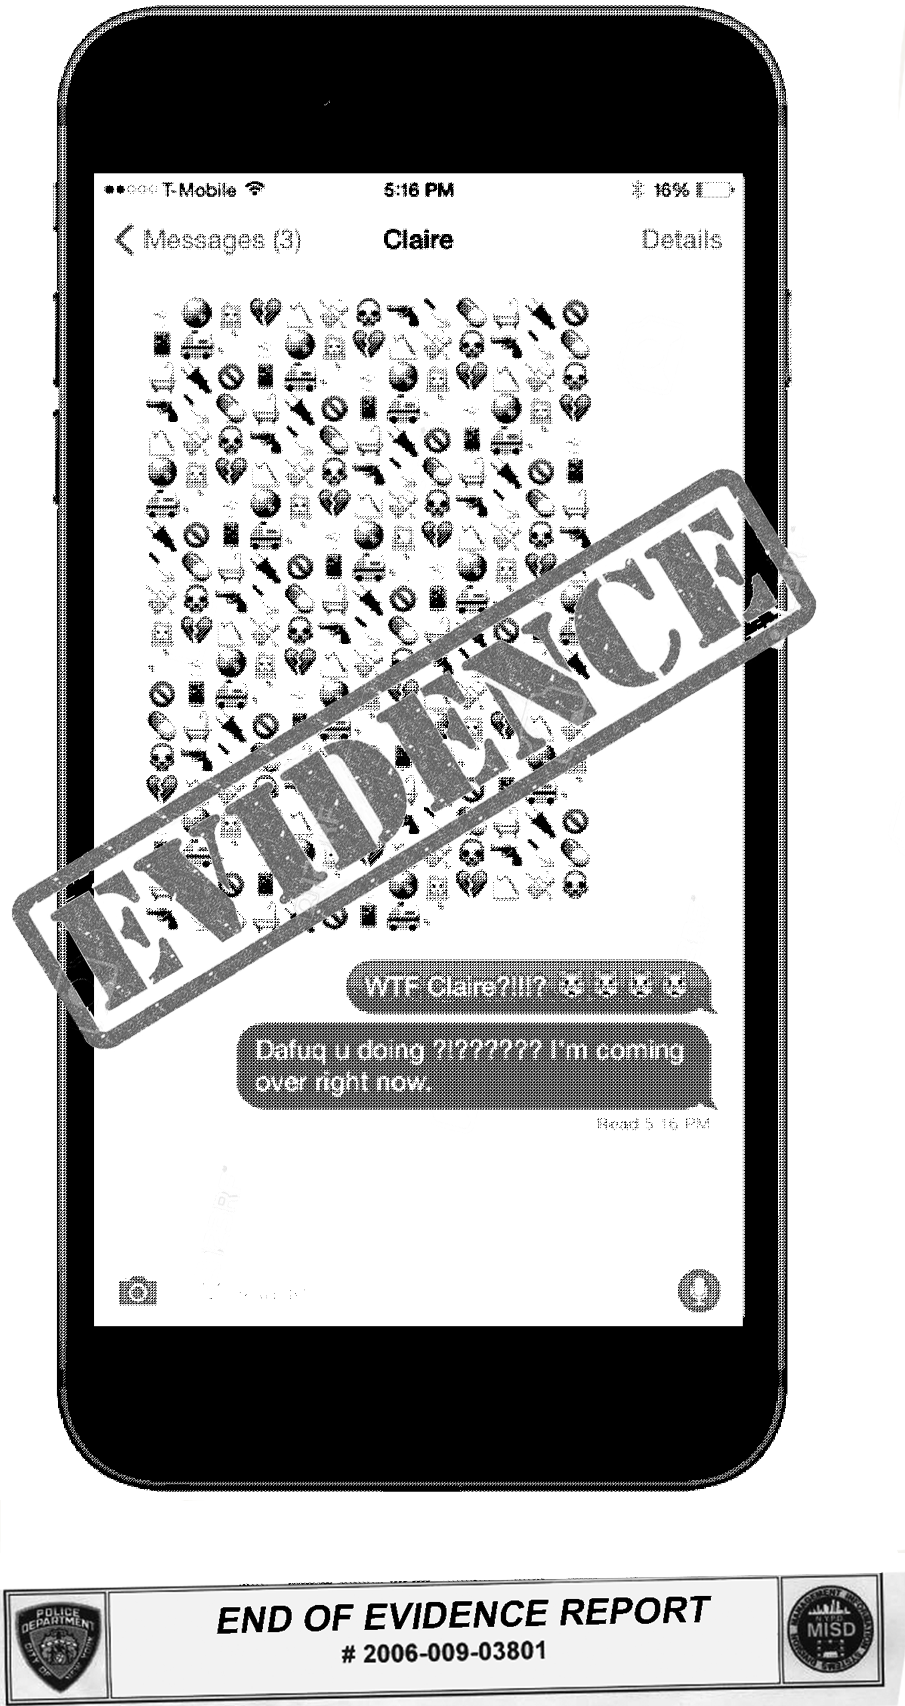 T-Mobile 5:16 PM 16%
Messages (3) Claire Details
EVIDENCE
WTF Claire?!!!?
Dafuq u doing ?!?????? I'm coming
over right now.
Read 5:16 PM
POLICE
DEPARTMENT
CITY OF NEW YORK
END OF EVIDENCE REPORT
# 2006-009-03801
MANAGEMENT INFORMATION SYSTEMS DIVISION
N.Y.P.D.
MISD